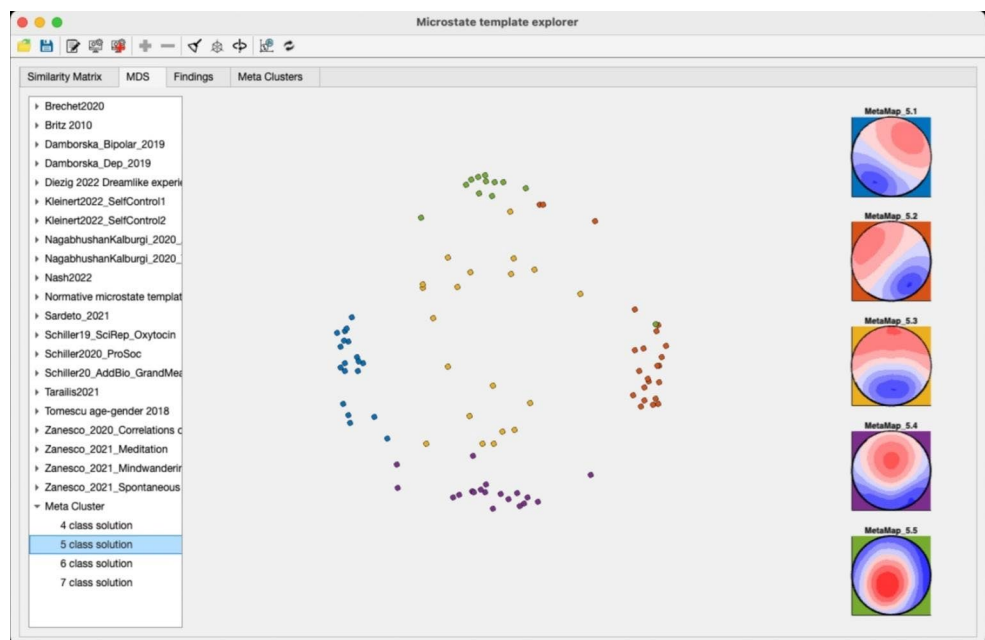 Microstate template explorer
Similarity Matrix
MDS
Findings
Meta Clusters
Brechet2020
Britz 2010
Damborska_Bipolar_2019
Damborska_Dep_2019
Diezig 2022 Dreamlike experi
Kleinert2022_SelfControl1
Kleinert2022_SelfControl2
NagabhushanKalburgi_2020_
NagabhushanKalburgi_2020_
Nash2022
Normative microstate templat
Sardeto_2021
Schiller19_SciRep_Oxytocin
Schiller2020_ProSoc
Schiller20_AddBio_GrandMea
Tarailis2021
Tomescu age-gender 2018
Zanesco_2020_Correlations c
Zanesco_2021_Meditation
Zanesco_2021_Mindwanderir
Zanesco_2021_Spontaneous
Meta Cluster
4 class solution
5 class solution
6 class solution
7 class solution
MetaMap_5.1
MetaMap_5.2
MetaMap_5.3
MetaMap_5.4
MetaMap_5.5